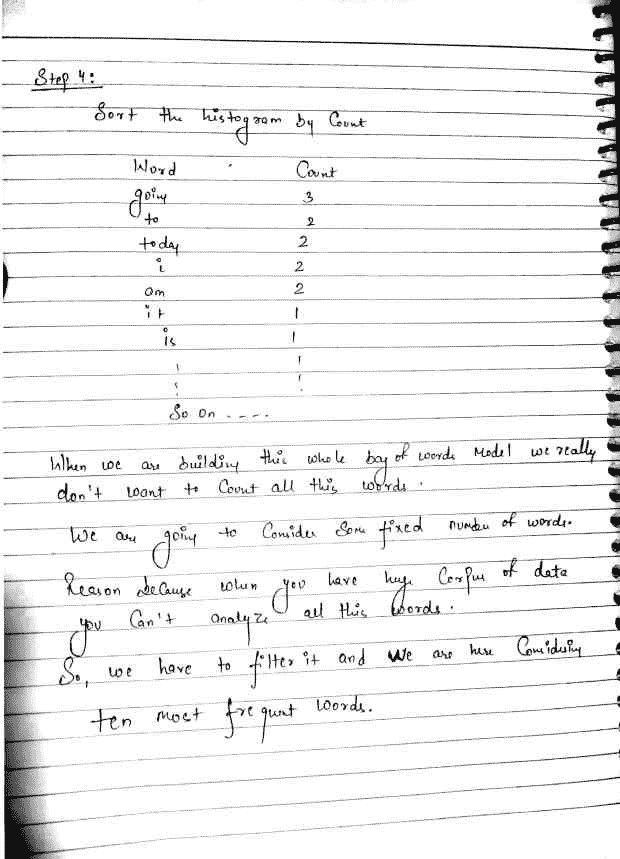 Step 4:
Sort the histogram by Count
Word Count
going 3
to 2
today 2
i 2
am 2
it 1
is 1
So on ----
When we are building this whole bag of words Model we really
don't want to Count all this words.
We are going to Consider Some fixed number of words.
Reason because when you have huge Corpus of data
you Can't analyze all this words.
So, we have to filter it and we are here Considering
ten most frequent words.